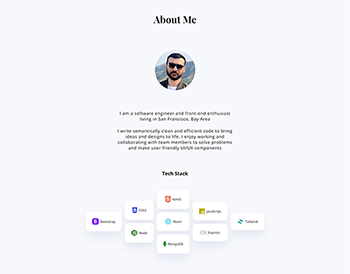 About Me
I am a software engineer and front-end enthusiast
living in San Francisco, Bay Area
I write semantically clean and efficient code to bring
ideas and designs to life. I enjoy working and
collaborating with team members to solve problems
and make user-friendly UI/UX components
Tech Stack
HTML5
CSS3
JavaScript
Bootstrap
React
Tailwind
Node
Express
MongoDB